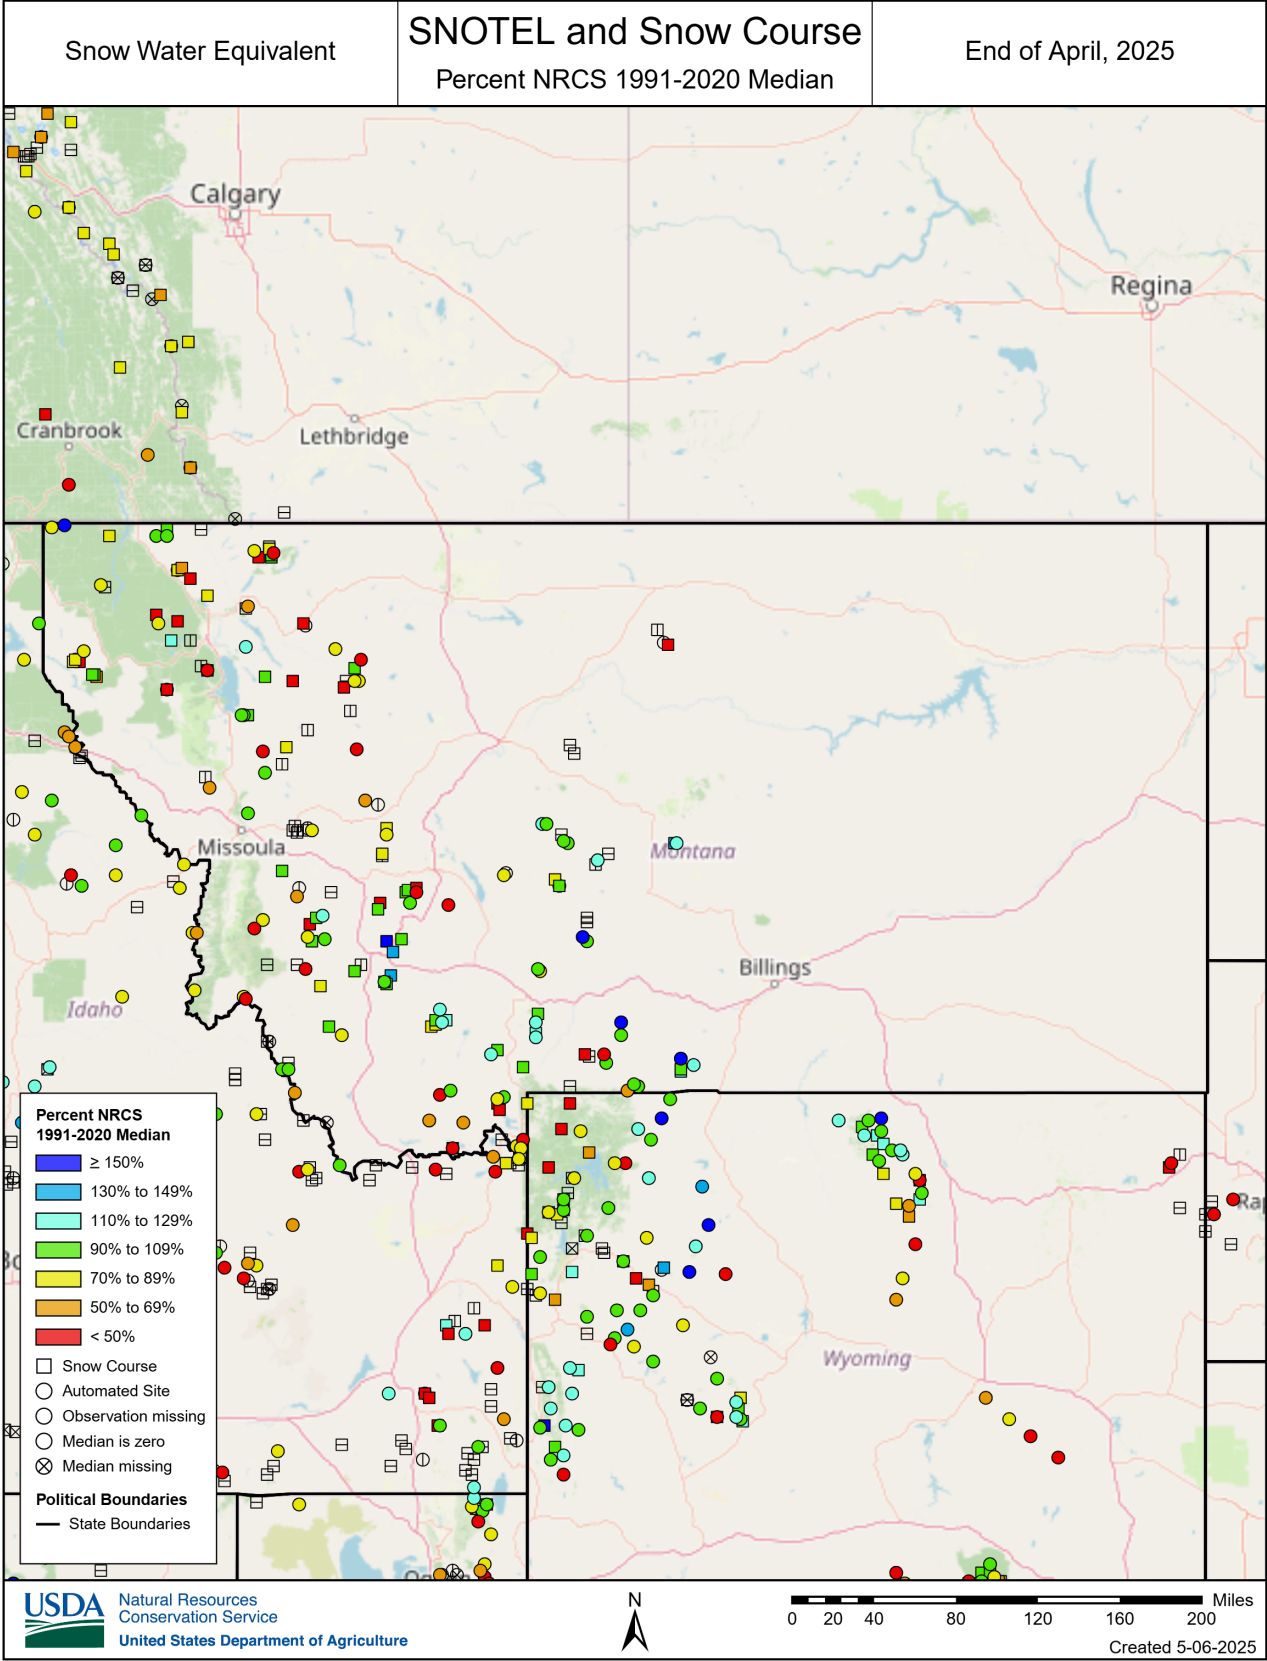 Snow Water Equivalent
SNOTEL and Snow Course
Percent NRCS 1991-2020 Median
End of April, 2025
Calgary
Regina
Cranbrook
Lethbridge
Missoula
Montana
Billings
Idaho
Wyoming
Percent NRCS
1991-2020 Median
≥ 150%
130% to 149%
110% to 129%
90% to 109%
70% to 89%
50% to 69%
< 50%
Snow Course
Automated Site
Observation missing
Median is zero
Median missing
Political Boundaries
State Boundaries
USDA
Natural Resources
Conservation Service
United States Department of Agriculture
N
0 20 40 80 120 160 200 Miles
Created 5-06-2025